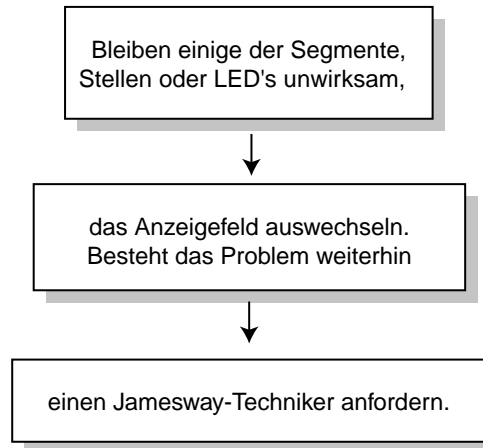 Bleiben einige der Segmente,
Stellen oder LED's unwirksam,
das Anzeigefeld auswechseln.
Besteht das Problem weiterhin
einen Jamesway-Techniker anfordern.